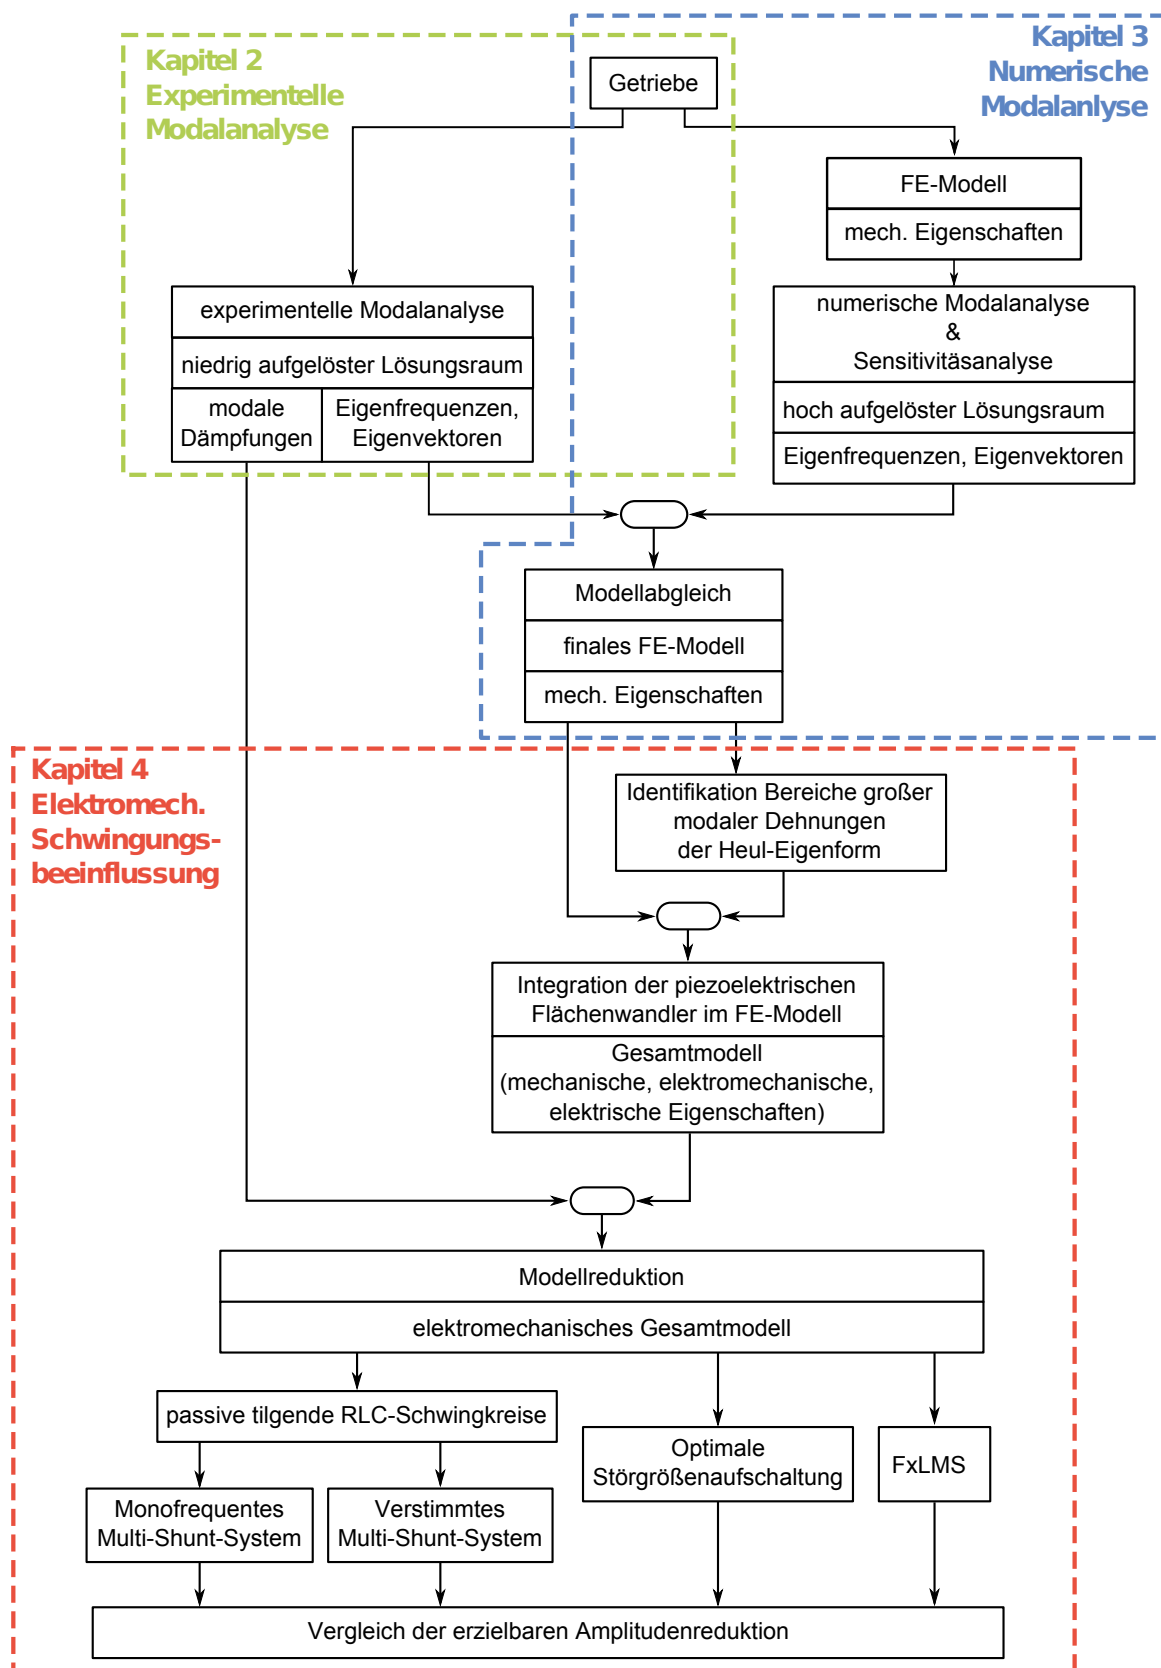 Kapitel 2
Experimentelle
Modalanalyse
Kapitel 3
Numerische
Modalanlyse
Getriebe
FE-Modell
mech. Eigenschaften
experimentelle Modalanalyse
niedrig aufgelöster Lösungsraum
modale
Dämpfungen
Eigenfrequenzen,
Eigenvektoren
numerische Modalanalyse
&
Sensitivitäsanalyse
hoch aufgelöster Lösungsraum
Eigenfrequenzen, Eigenvektoren
Modellabgleich
finales FE-Modell
mech. Eigenschaften
Kapitel 4
Elektromech.
Schwingungs-
beeinflussung
Identifikation Bereiche großer
modaler Dehnungen
der Heul-Eigenform
Integration der piezoelektrischen
Flächenwandler im FE-Modell
Gesamtmodell
(mechanische, elektromechanische,
elektrische Eigenschaften)
Modellreduktion
elektromechanisches Gesamtmodell
passive tilgende RLC-Schwingkreise
Optimale
Störgrößenaufschaltung
FxLMS
Monofrequentes
Multi-Shunt-System
Verstimmtes
Multi-Shunt-System
Vergleich der erzielbaren Amplitudenreduktion